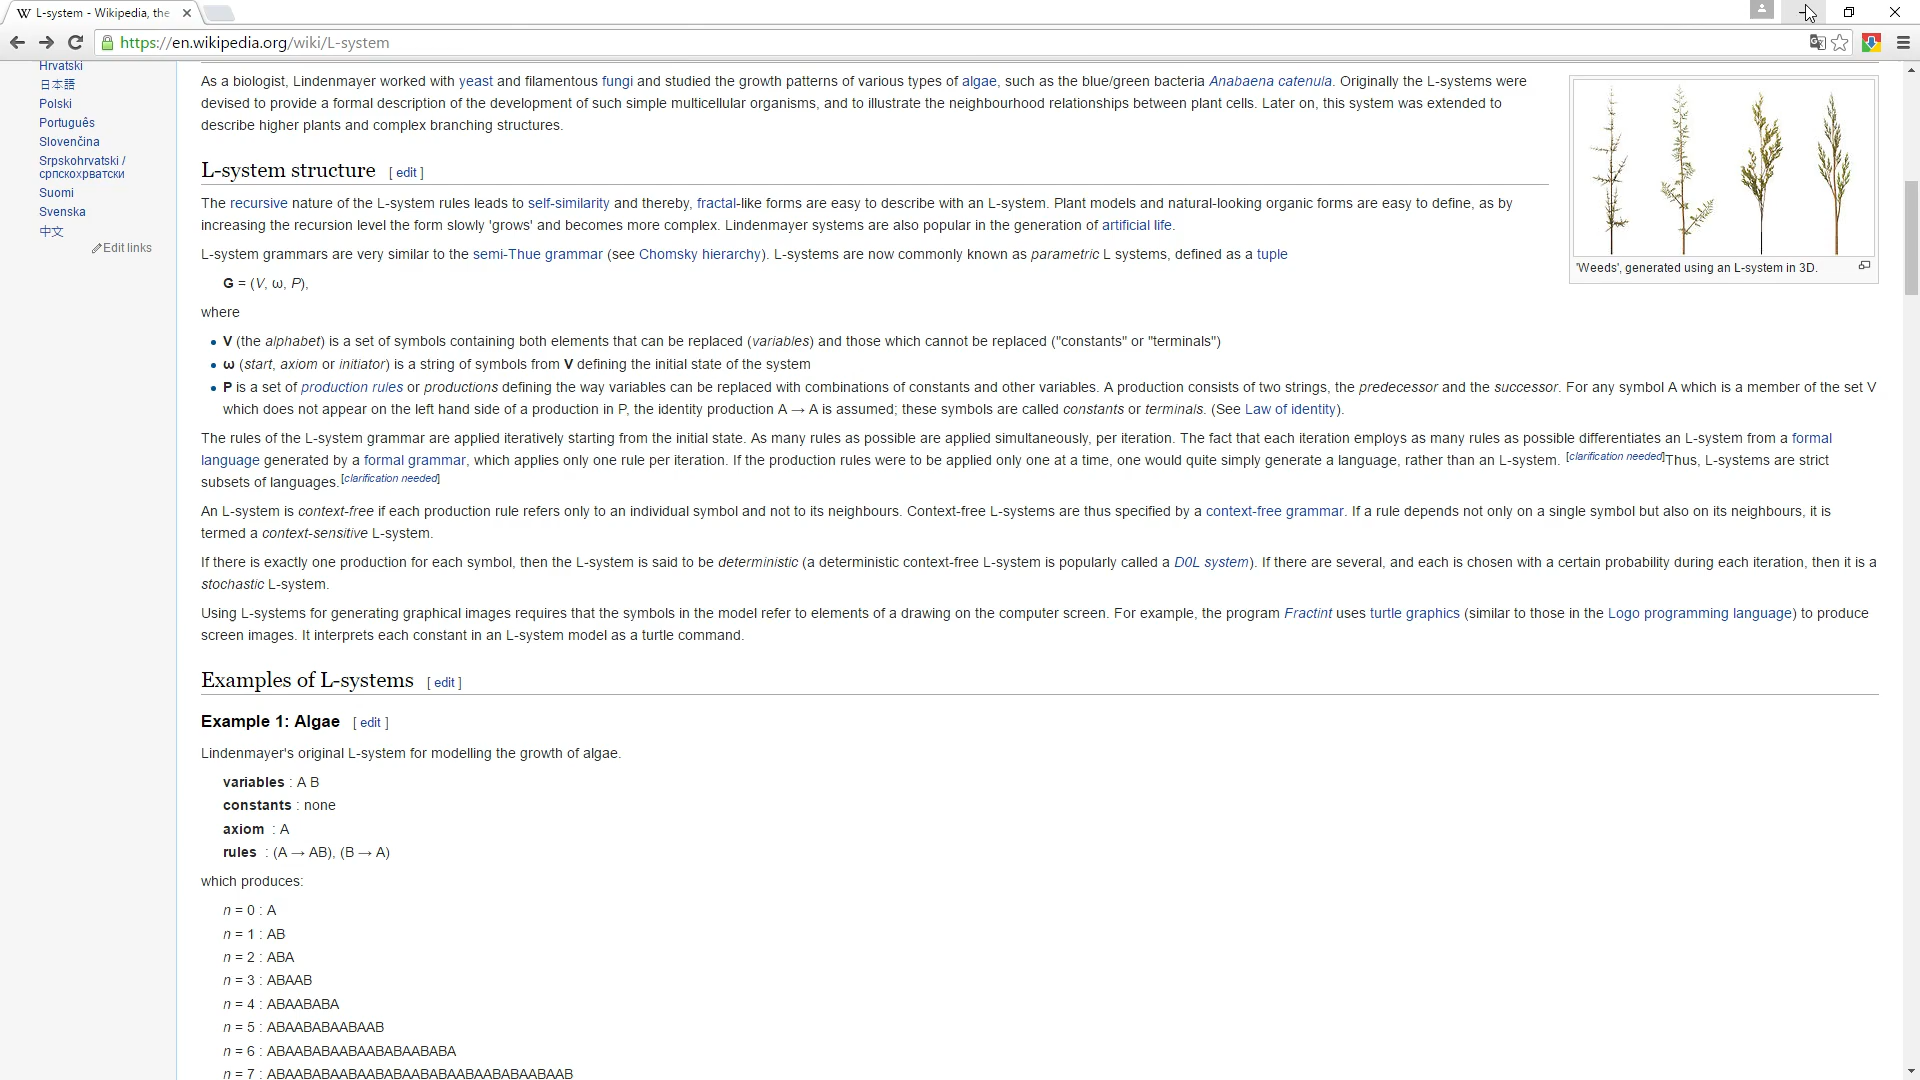 L-system - Wikipedia, the
https://en.wikipedia.org/wiki/L-system
Hrvatski
日本語
Polski
Português
Slovenčina
Srpskohrvatski /
српскохрватски
Suomi
Svenska
中文
Edit links
As a biologist, Lindenmayer worked with yeast and filamentous fungi and studied the growth patterns of various types of algae, such as the blue/green bacteria Anabaena catenula. Originally the L-systems were
devised to provide a formal description of the development of such simple multicellular organisms, and to illustrate the neighbourhood relationships between plant cells. Later on, this system was extended to
describe higher plants and complex branching structures.
'Weeds', generated using an L-system in 3D.
L-system structure [ edit ]
The recursive nature of the L-system rules leads to self-similarity and thereby, fractal-like forms are easy to describe with an L-system. Plant models and natural-looking organic forms are easy to define, as by
increasing the recursion level the form slowly 'grows' and becomes more complex. Lindenmayer systems are also popular in the generation of artificial life.
L-system grammars are very similar to the semi-Thue grammar (see Chomsky hierarchy). L-systems are now commonly known as parametric L systems, defined as a tuple
G = (V, ω, P),
where
• V (the alphabet) is a set of symbols containing both elements that can be replaced (variables) and those which cannot be replaced ("constants" or "terminals")
• ω (start, axiom or initiator) is a string of symbols from V defining the initial state of the system
• P is a set of production rules or productions defining the way variables can be replaced with combinations of constants and other variables. A production consists of two strings, the predecessor and the successor. For any symbol A which is a member of the set V
which does not appear on the left hand side of a production in P, the identity production A → A is assumed; these symbols are called constants or terminals. (See Law of identity).
The rules of the L-system grammar are applied iteratively starting from the initial state. As many rules as possible are applied simultaneously, per iteration. The fact that each iteration employs as many rules as possible differentiates an L-system from a formal
language generated by a formal grammar, which applies only one rule per iteration. If the production rules were to be applied only one at a time, one would quite simply generate a language, rather than an L-system. [clarification needed]Thus, L-systems are strict
subsets of languages.[clarification needed]
An L-system is context-free if each production rule refers only to an individual symbol and not to its neighbours. Context-free L-systems are thus specified by a context-free grammar. If a rule depends not only on a single symbol but also on its neighbours, it is
termed a context-sensitive L-system.
If there is exactly one production for each symbol, then the L-system is said to be deterministic (a deterministic context-free L-system is popularly called a D0L system). If there are several, and each is chosen with a certain probability during each iteration, then it is a
stochastic L-system.
Using L-systems for generating graphical images requires that the symbols in the model refer to elements of a drawing on the computer screen. For example, the program Fractint uses turtle graphics (similar to those in the Logo programming language) to produce
screen images. It interprets each constant in an L-system model as a turtle command.
Examples of L-systems [ edit ]
Example 1: Algae [ edit ]
Lindenmayer's original L-system for modelling the growth of algae.
variables : A B
constants : none
axiom : A
rules : (A → AB), (B → A)
which produces:
n = 0 : A
n = 1 : AB
n = 2 : ABA
n = 3 : ABAAB
n = 4 : ABAABABA
n = 5 : ABAABABAABAAB
n = 6 : ABAABABAABAABABAABABA
n = 7 : ABAABABAABAABABAABABAABAABABAABAAB